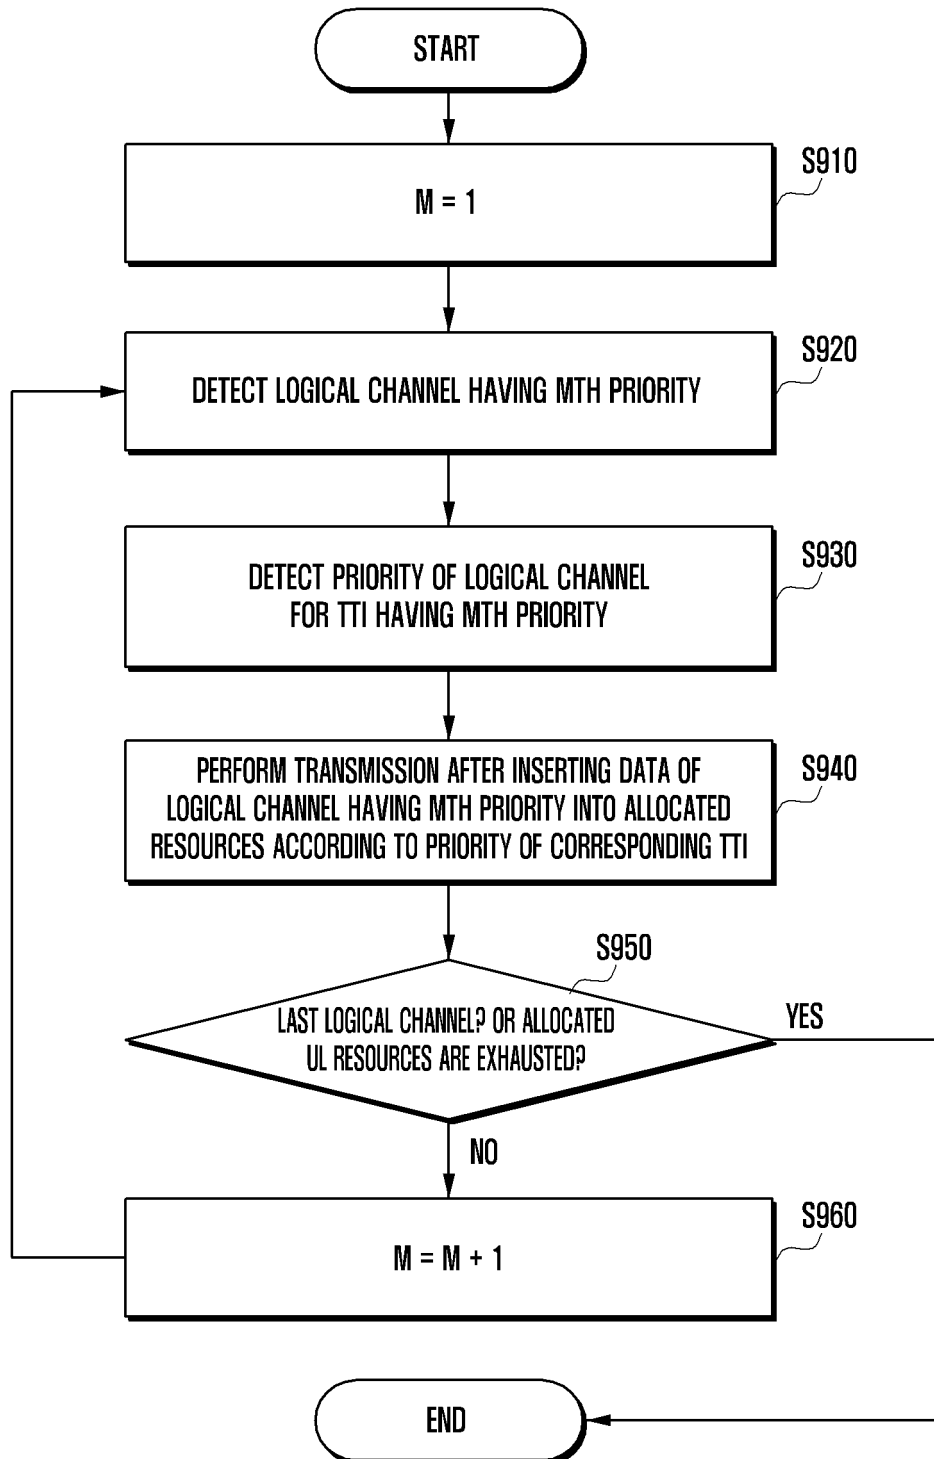 START
S910
M = 1
S920
DETECT LOGICAL CHANNEL HAVING MTH PRIORITY
S930
DETECT PRIORITY OF LOGICAL CHANNEL
FOR TTI HAVING MTH PRIORITY
S940
PERFORM TRANSMISSION AFTER INSERTING DATA OF
LOGICAL CHANNEL HAVING MTH PRIORITY INTO ALLOCATED
RESOURCES ACCORDING TO PRIORITY OF CORRESPONDING TTI
S950
LAST LOGICAL CHANNEL? OR ALLOCATED
UL RESOURCES ARE EXHAUSTED?
YES
NO
S960
M = M + 1
END